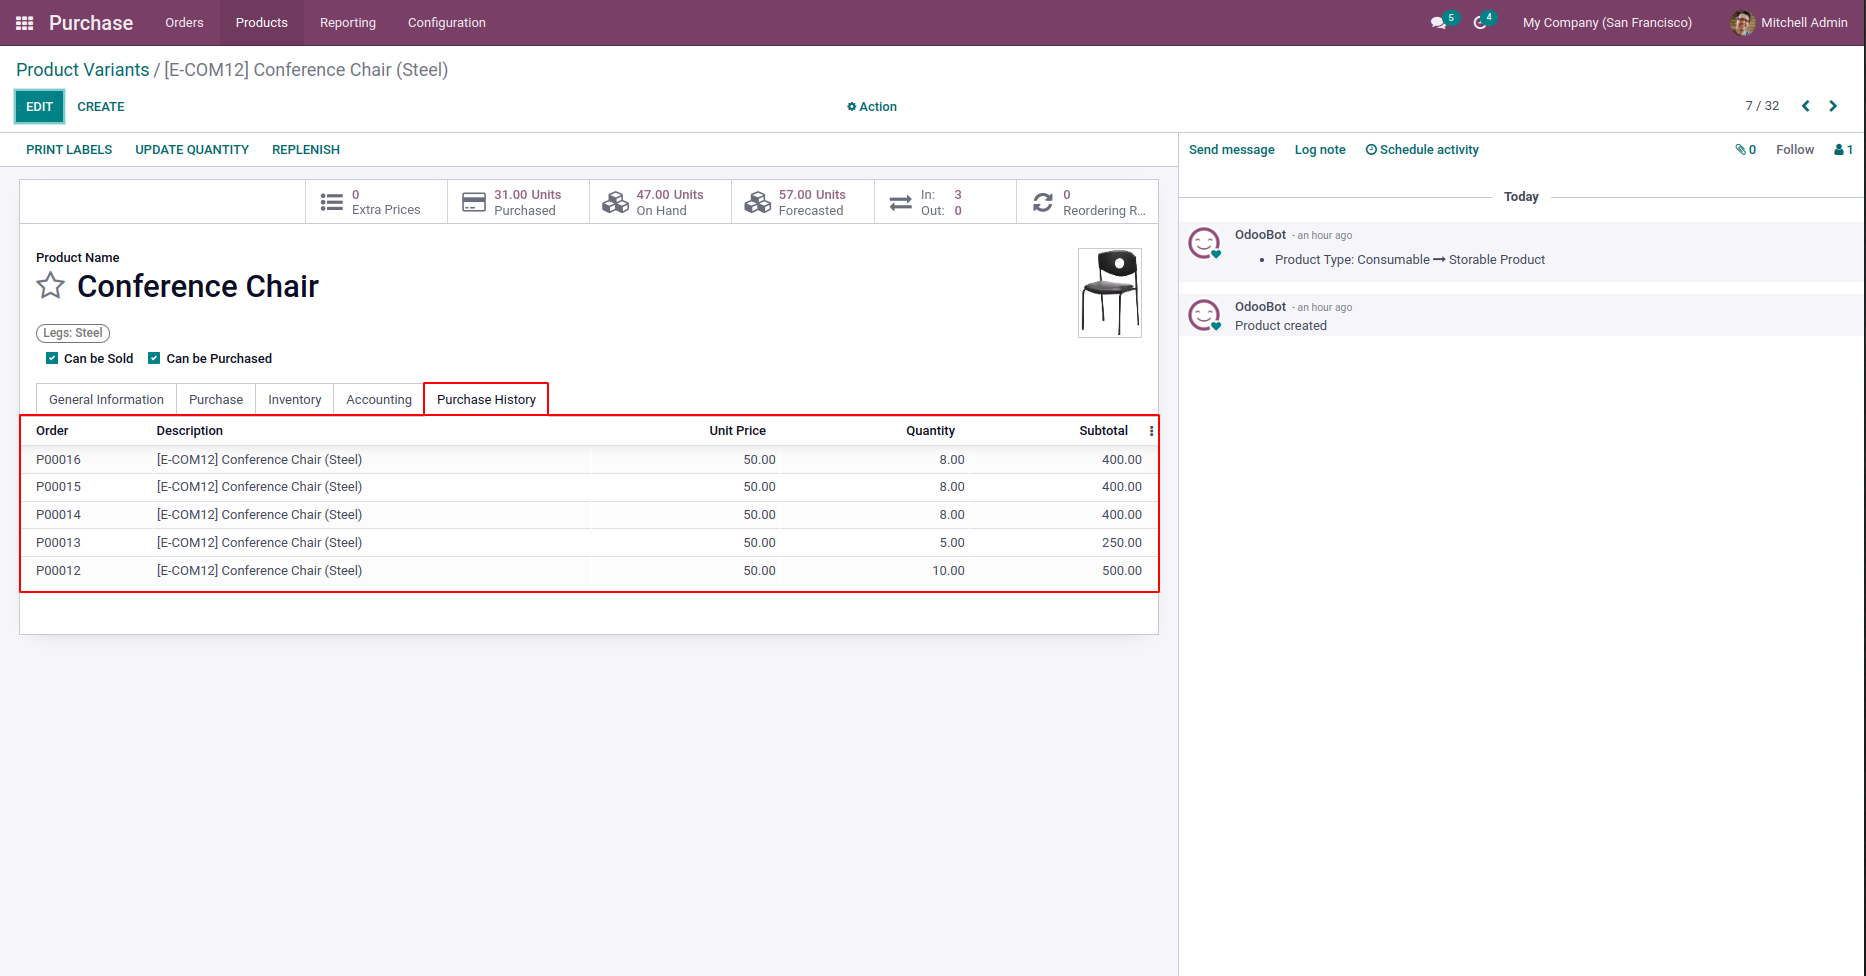 Purchase Orders Products Reporting Configuration 5 4 My Company (San Francisco) Mitchell Admin
Product Variants / [E-COM12] Conference Chair (Steel)
EDIT CREATE Action 7 / 32
PRINT LABELS UPDATE QUANTITY REPLENISH
Send message Log note Schedule activity 0 Follow 1
0 Extra Prices
31.00 Units Purchased
47.00 Units On Hand
57.00 Units Forecasted
In: 3
Out: 0
0 Reordering R...
Product Name
Conference Chair
Legs: Steel
Can be Sold Can be Purchased
General Information Purchase Inventory Accounting Purchase History
Order Description Unit Price Quantity Subtotal
P00016 [E-COM12] Conference Chair (Steel) 50.00 8.00 400.00
P00015 [E-COM12] Conference Chair (Steel) 50.00 8.00 400.00
P00014 [E-COM12] Conference Chair (Steel) 50.00 8.00 400.00
P00013 [E-COM12] Conference Chair (Steel) 50.00 5.00 250.00
P00012 [E-COM12] Conference Chair (Steel) 50.00 10.00 500.00
Today
OdooBot - an hour ago
• Product Type: Consumable → Storable Product
OdooBot - an hour ago
Product created